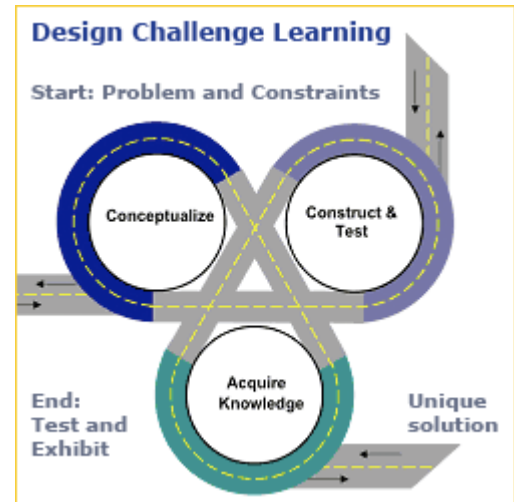 Design Challenge Learning
Start: Problem and Constraints
Conceptualize
Construct &
Test
Acquire
Knowledge
End:
Test and
Exhibit
Unique
solution